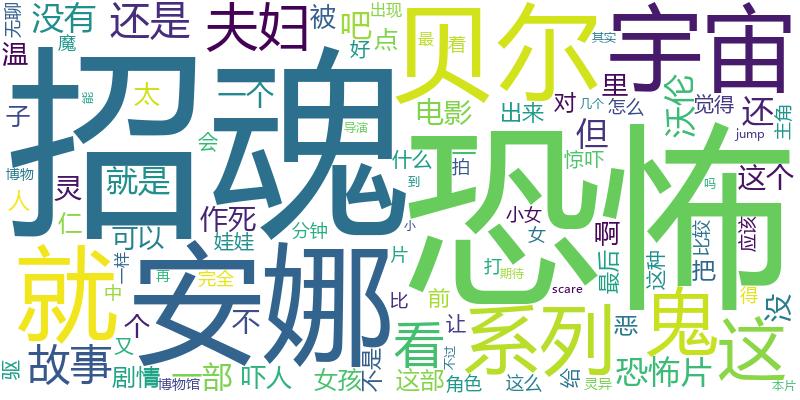 无聊
没有
还是
夫妇
被
吧
出现
点
好
贝尔
最
着
宇宙
其实
魔
温
太
一个
电影
出来
对
几个
里
怎么
沃伦
觉得
还
主角
jump
子
能
招魂
恐怖
会
导演
但
什么
拍
惊吓
吗
这个
博物
灵
就是
人
仁
作死
到
小女
啊
可以
娃娃
分钟
小
女
最后
这种
芭
比较
应该
就
一样
安娜
片
打
期待
完全
中
再
个
不
比
前
让
scare
恶
鬼
得
没
故事
又
看
系列
这
驱
剧情
博物馆
一部
吓人
女孩
不是
这部
不过
角色
这么
给
灵异
恐怖片
本片